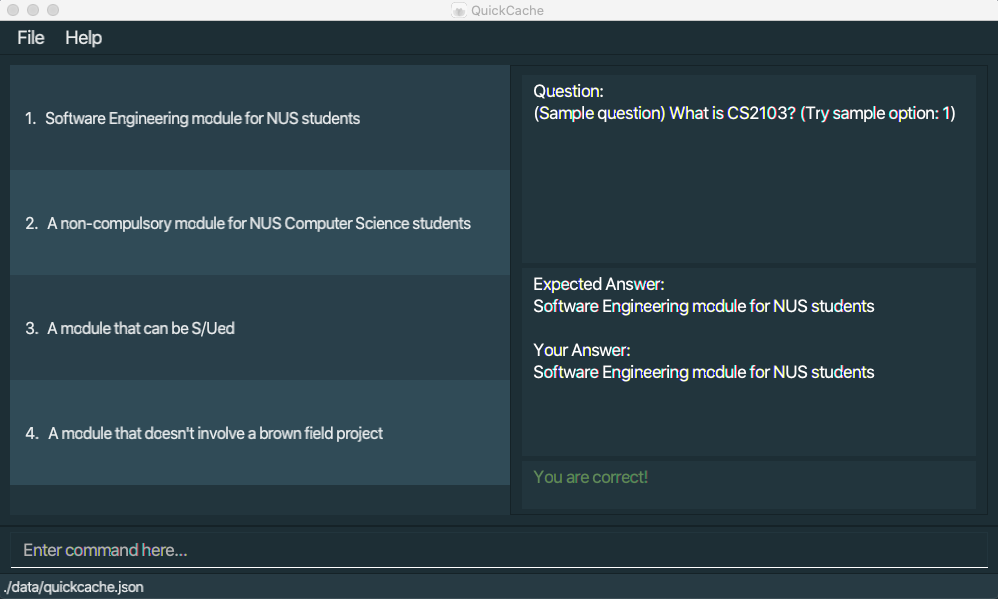 QuickCache
File Help
1. Software Engineering module for NUS students
2. A non-compulsory module for NUS Computer Science students
3. A module that can be S/Ued
4. A module that doesn't involve a brown field project
Question:
(Sample question) What is CS2103? (Try sample option: 1)
Expected Answer:
Software Engineering module for NUS students
Your Answer:
Software Engineering module for NUS students
You are correct!
Enter command here...
./data/quickcache.json